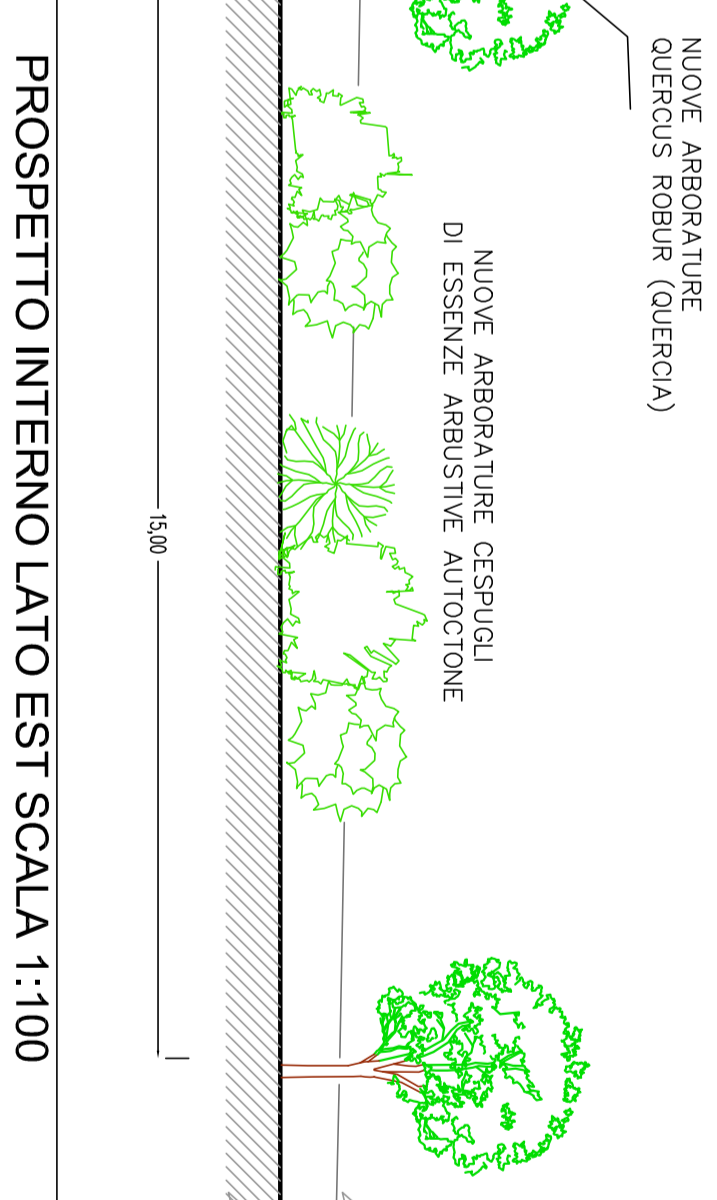 NUOVE ARBORATURE
QUERCUS ROBUR (QUERCIA)
NUOVE ARBORATURE CESPUGLI
DI ESSENZE ARBUSTIVE AUTOCTONE
15,00
PROSPETTO INTERNO LATO EST SCALA 1:100